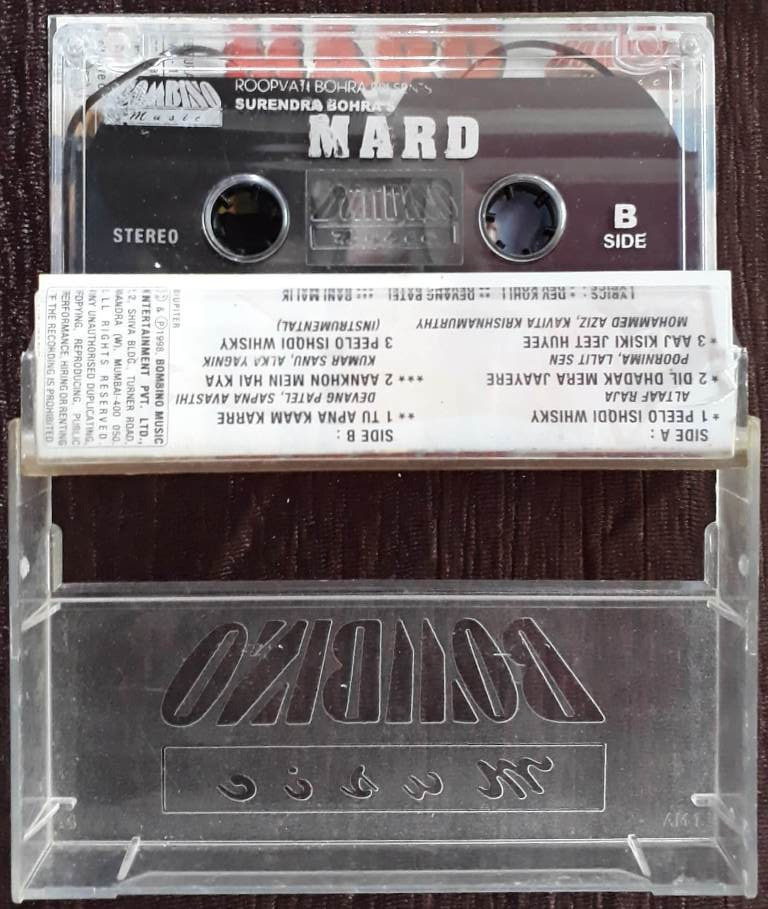 BOMBINO
Music
ROOPVATI BOHRA PRESENTS
SURENDRA BOHRA'S
MARD
STEREO
B
SIDE
SIDE A :
* 1 PEELO ISHQDI WHISKY
ALTAAF RAJA
* 2 DIL DHADAK MERA JAAYERE
POORNIMA, LALIT SEN
* 3 AAJ KISIKI JEET HUYEE
MOHAMMED AZIZ, KAVITA KRISHNAMURTHY
SIDE B :
** 1 TU APNA KAAM KARRE
DEVANG PATEL, SAPNA AVASTHI
*** 2 AANKHON MEIN HAI KYA
KUMAR SANU, ALKA YAGNIK
3 PEELO ISHQDI WHISKY
(INSTRUMENTAL)
LYRICS : * DEV KOHLI ** DEVANG PATEL *** RANI MALIK
© & ℗ 1998, BOMBINO MUSIC
ENTERTAINMENT PVT. LTD.,
2, SHIVA BLDG., TURNER ROAD,
BANDRA (W), MUMBAI-400 050.
ALL RIGHTS RESERVED.
ANY UNAUTHORISED DUPLICATING,
COPYING, REPRODUCING, PUBLIC
PERFORMANCE, HIRING OR RENTING
OF THE RECORDING IS PROHIBITED
BOMBINO
Music